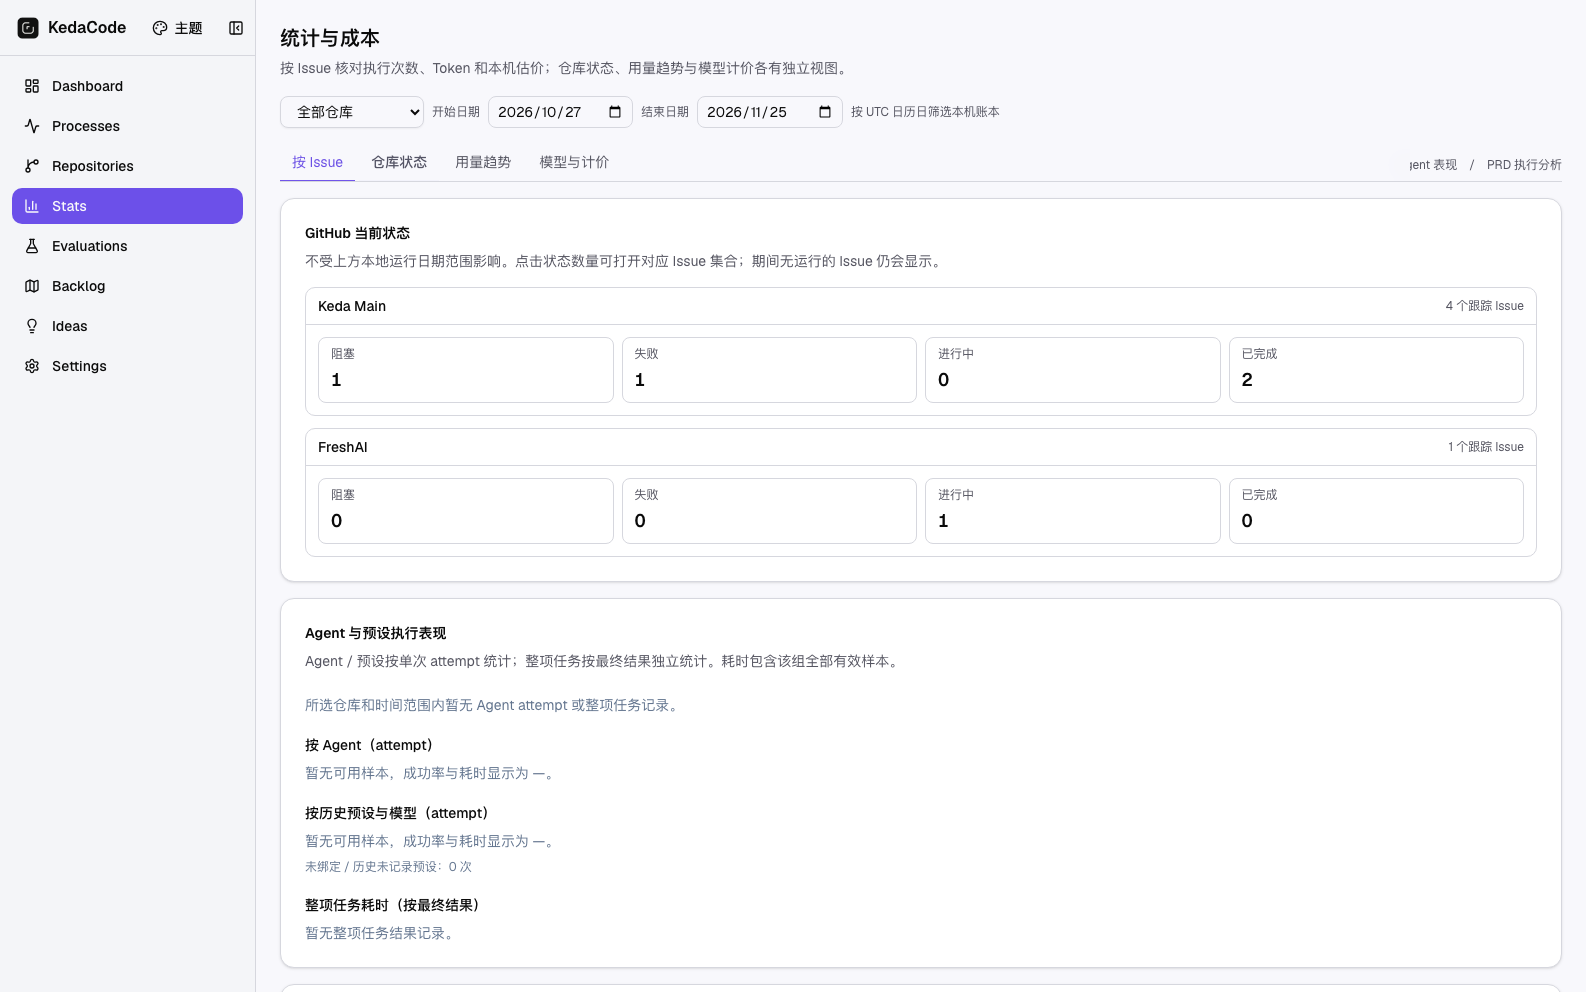 KedaCode
主题
Dashboard
Processes
Repositories
Stats
Evaluations
Backlog
Ideas
Settings
统计与成本
按 Issue 核对执行次数、Token 和本机估价；仓库状态、用量趋势与模型计价各有独立视图。
全部仓库 开始日期 2026/10/27 结束日期 2026/11/25 按 UTC 日历日筛选本机账本
按 Issue 仓库状态 用量趋势 模型与计价 gent 表现 / PRD 执行分析
GitHub 当前状态
不受上方本地运行日期范围影响。点击状态数量可打开对应 Issue 集合；期间无运行的 Issue 仍会显示。
Keda Main 4 个跟踪 Issue
阻塞 失败 进行中 已完成
1 1 0 2
FreshAI 1 个跟踪 Issue
阻塞 失败 进行中 已完成
0 0 1 0
Agent 与预设执行表现
Agent / 预设按单次 attempt 统计；整项任务按最终结果独立统计。耗时包含该组全部有效样本。
所选仓库和时间范围内暂无 Agent attempt 或整项任务记录。
按 Agent（attempt）
暂无可用样本，成功率与耗时显示为 —。
按历史预设与模型（attempt）
暂无可用样本，成功率与耗时显示为 —。
未绑定 / 历史未记录预设：0 次
整项任务耗时（按最终结果）
暂无整项任务结果记录。